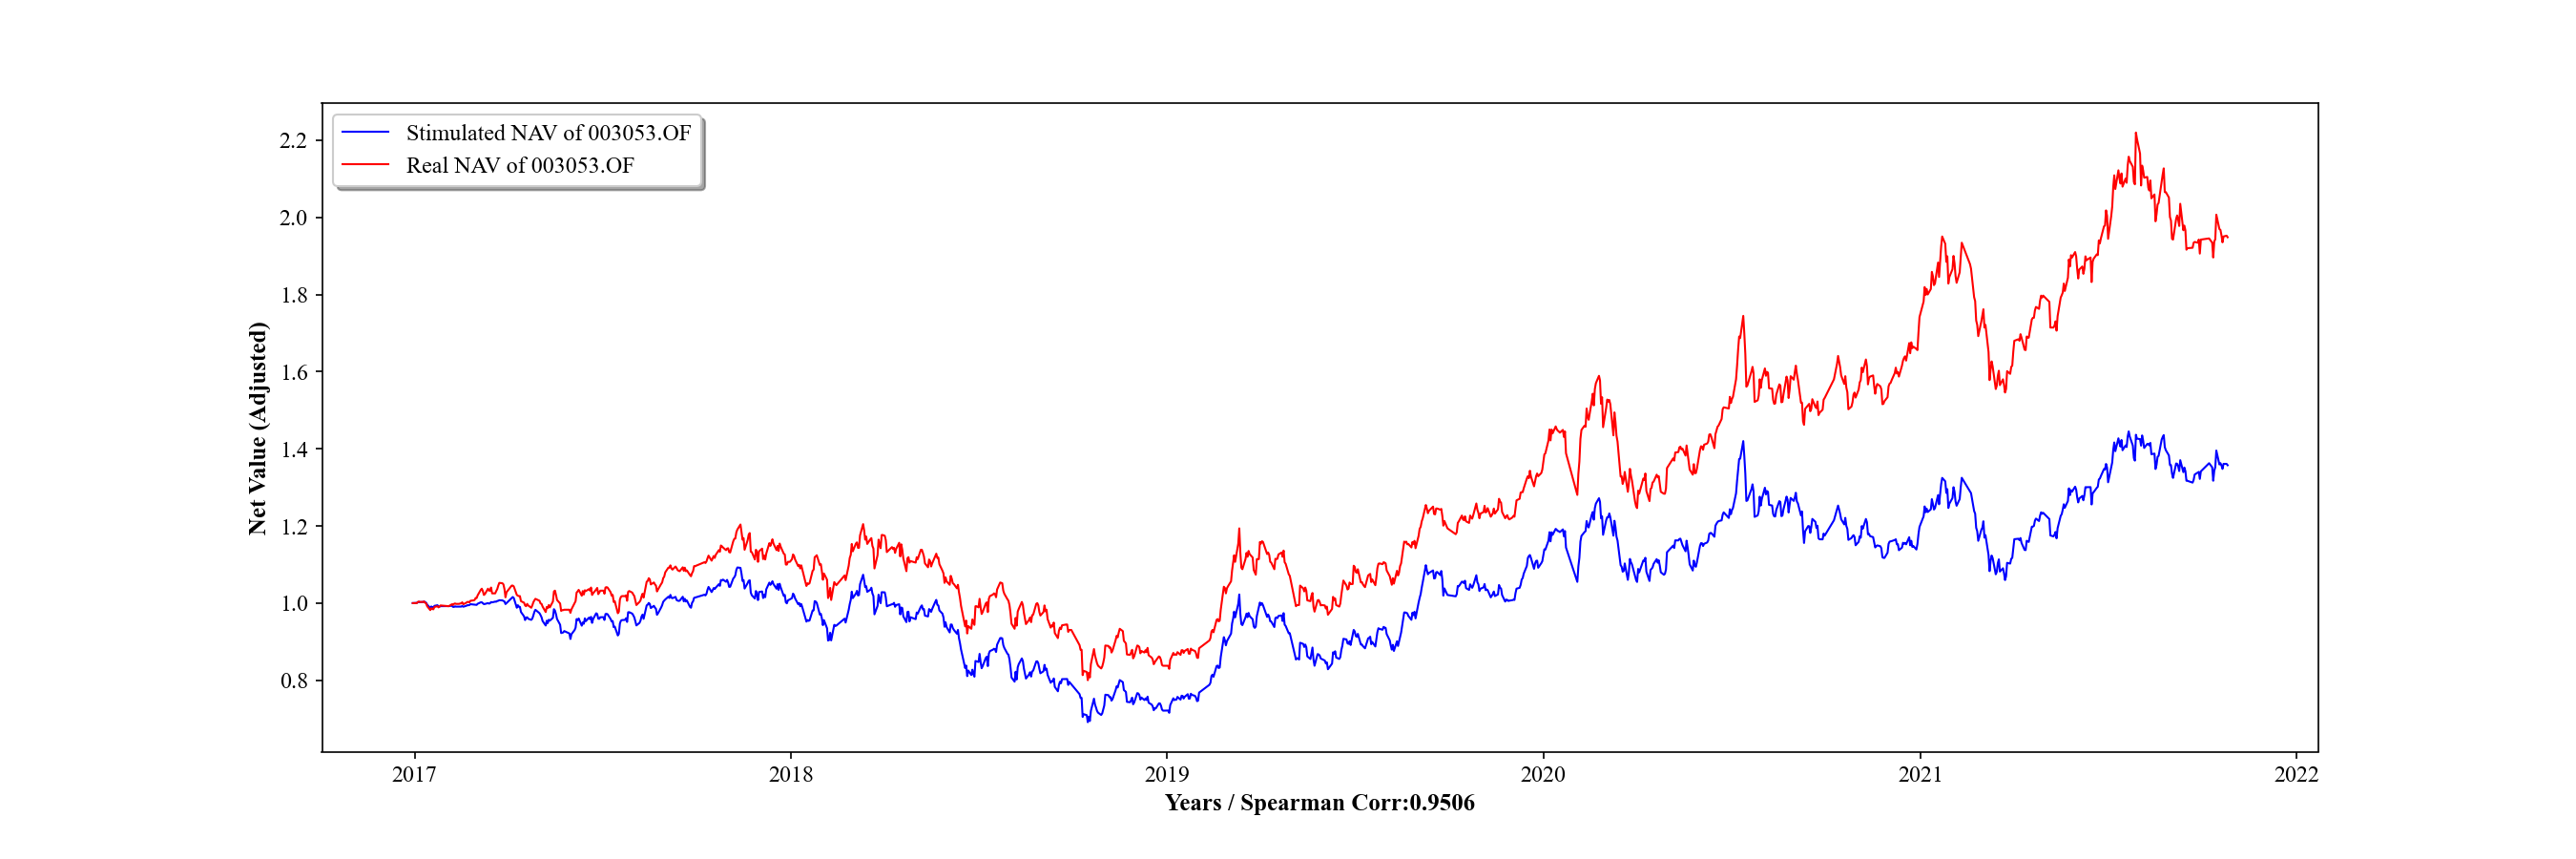 Stimulated NAV of 003053.OF
Real NAV of 003053.OF
2.2
2.0
1.8
1.6
1.4
1.2
1.0
0.8
Net Value (Adjusted)
2017 2018 2019 2020 2021 2022
Years / Spearman Corr:0.9506